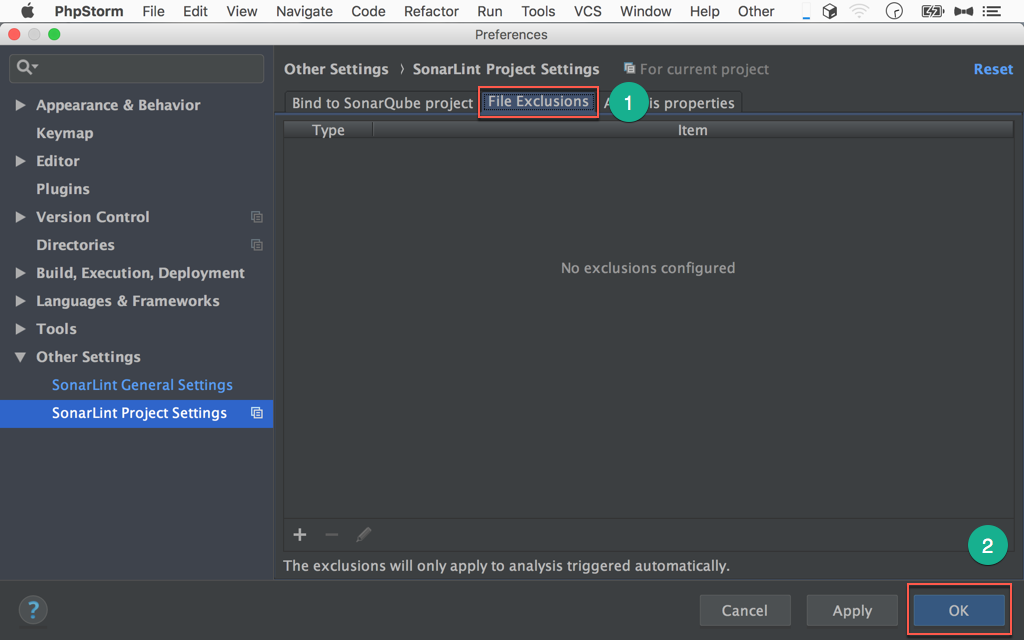 PhpStorm File Edit View Navigate Code Refactor Run Tools VCS Window Help Other
Preferences
Appearance & Behavior
Keymap
Editor
Plugins
Version Control
Directories
Build, Execution, Deployment
Languages & Frameworks
Tools
Other Settings
SonarLint General Settings
SonarLint Project Settings
Other Settings › SonarLint Project Settings For current project Reset
Bind to SonarQube project File Exclusions 1 properties
Type Item
No exclusions configured
2
The exclusions will only apply to analysis triggered automatically.
? Cancel Apply OK